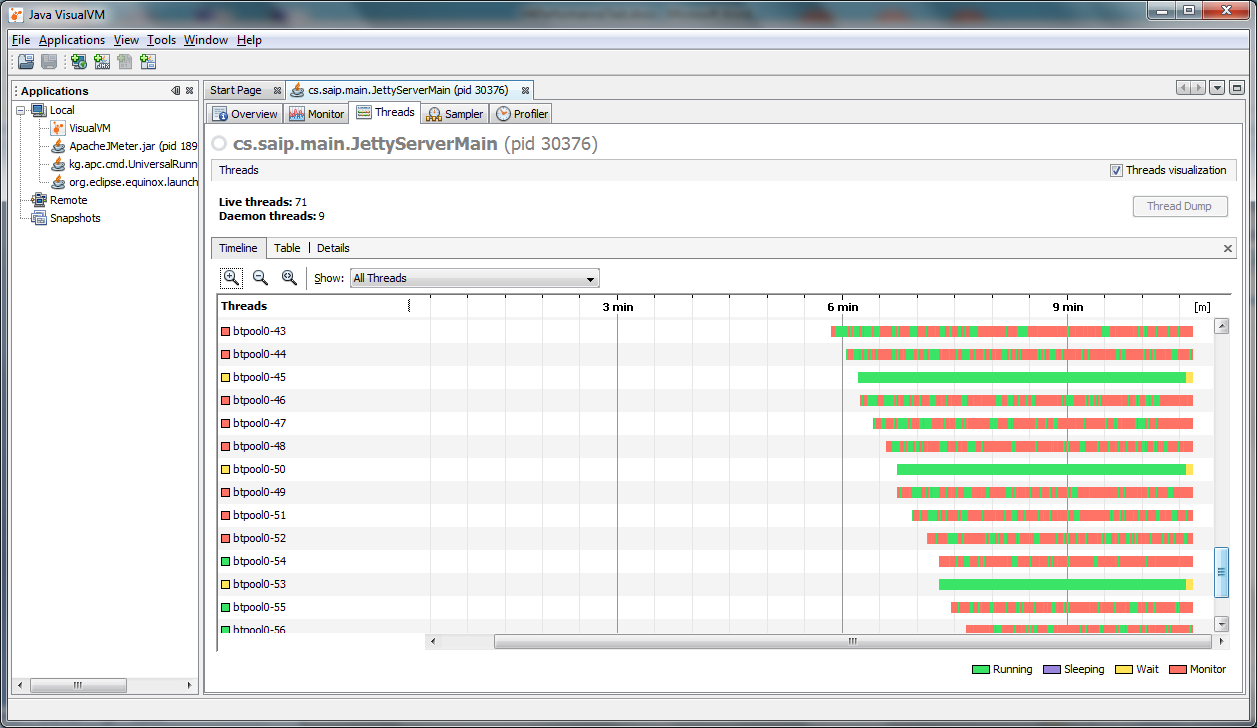 Java VisualVM
File Applications View Tools Window Help
Applications
Local
VisualVM
ApacheJMeter.jar (pid 189
kg.apc.cmd.UniversalRunn
org.eclipse.equinox.launch
Remote
Snapshots
Start Page cs.saip.main.JettyServerMain (pid 30376)
Overview Monitor Threads Sampler Profiler
cs.saip.main.JettyServerMain (pid 30376)
Threads Threads visualization
Live threads: 71
Daemon threads: 9
Thread Dump
Timeline Table Details
Show: All Threads
Threads 3 min 6 min 9 min [m]
btpool0-43
btpool0-44
btpool0-45
btpool0-46
btpool0-47
btpool0-48
btpool0-50
btpool0-49
btpool0-51
btpool0-52
btpool0-54
btpool0-53
btpool0-55
btpool0-56
Running Sleeping Wait Monitor